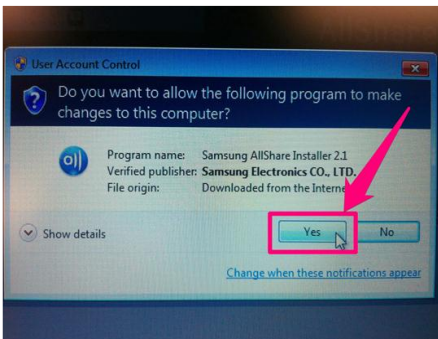 User Account Control
Do you want to allow the following program to make
changes to this computer?
Program name: Samsung AllShare Installer 2.1
Verified publisher: Samsung Electronics CO., LTD.
File origin: Downloaded from the Internet
Show details
Yes
No
Change when these notifications appear